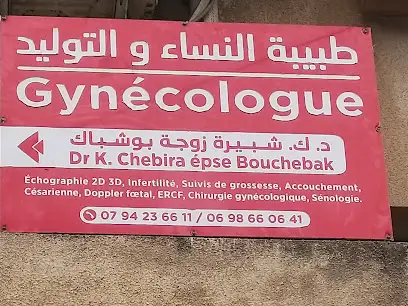 طبيبة النساء و التوليد
Gynécologue
د. ك. شبيرة زوجة بوشباك
Dr K. Chebira épse Bouchebak
Échographie 2D 3D, Infertilité, Suivis de grossesse, Accouchement,
Césarienne, Doppler fœtal, ERCF, Chirurgie gynécologique, Sénologie.
07 94 23 66 11 / 06 98 66 06 41